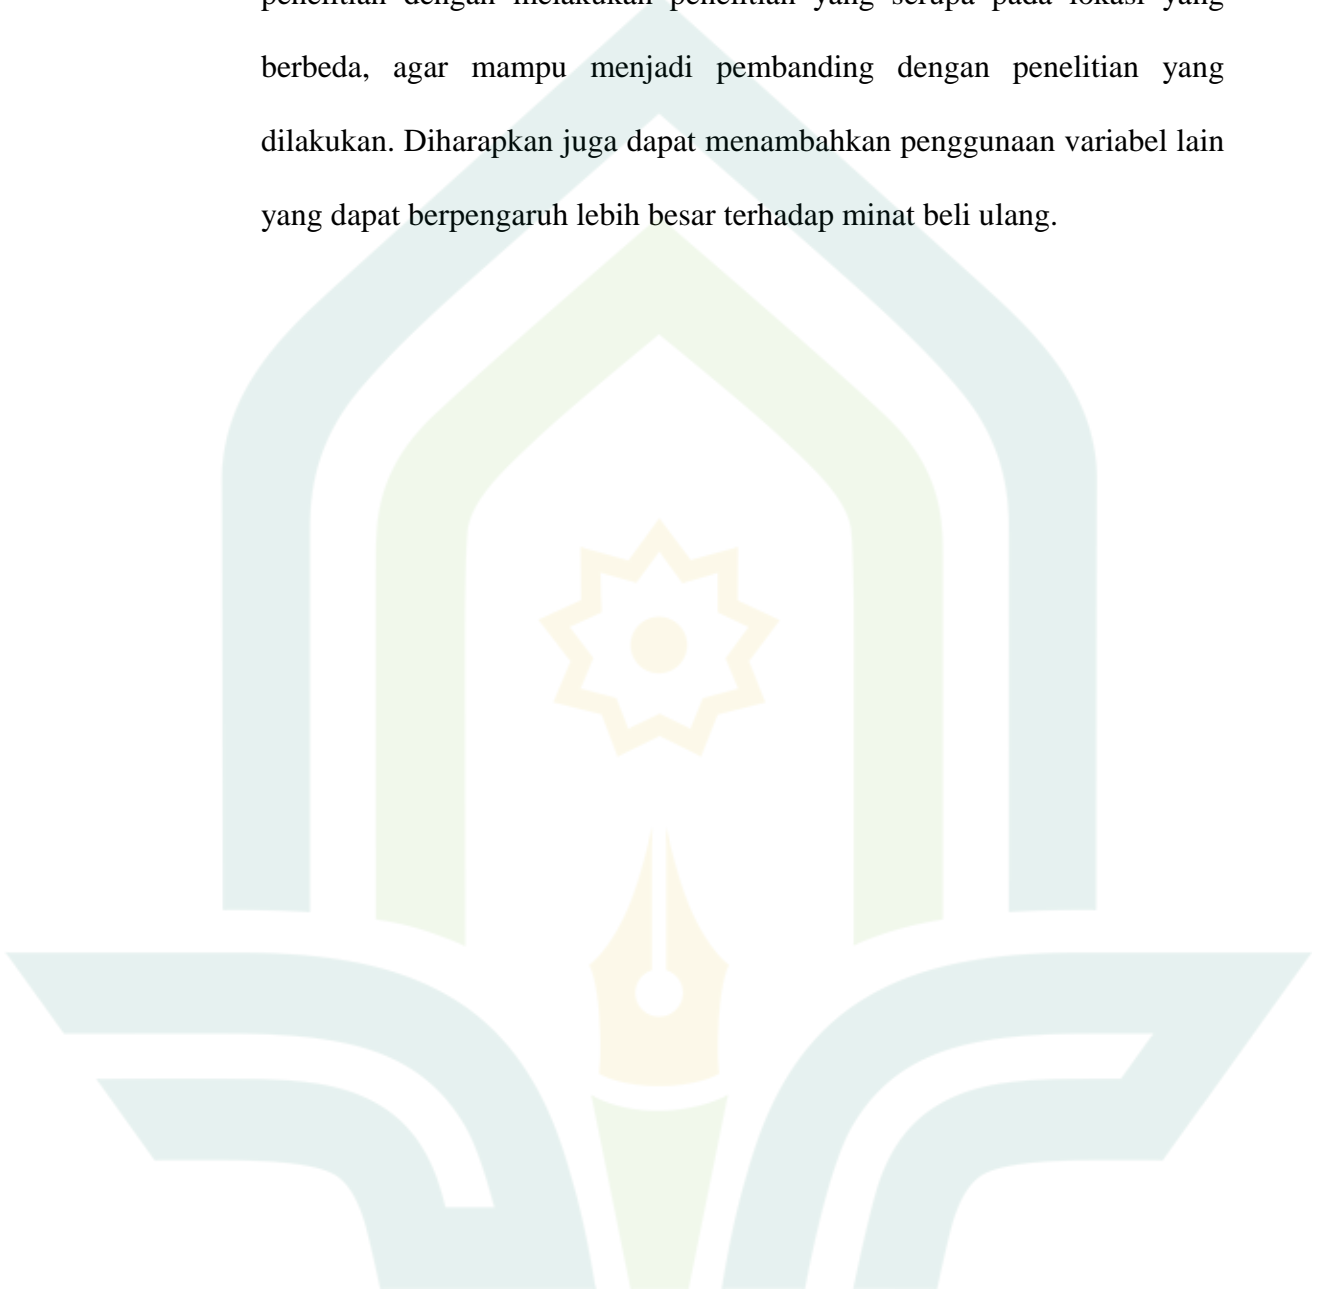 penelitian dengan melakukan penelitian yang serupa pada lokasi yang
berbeda, agar mampu menjadi pembanding dengan penelitian yang
dilakukan. Diharapkan juga dapat menambahkan penggunaan variabel lain
yang dapat berpengaruh lebih besar terhadap minat beli ulang.